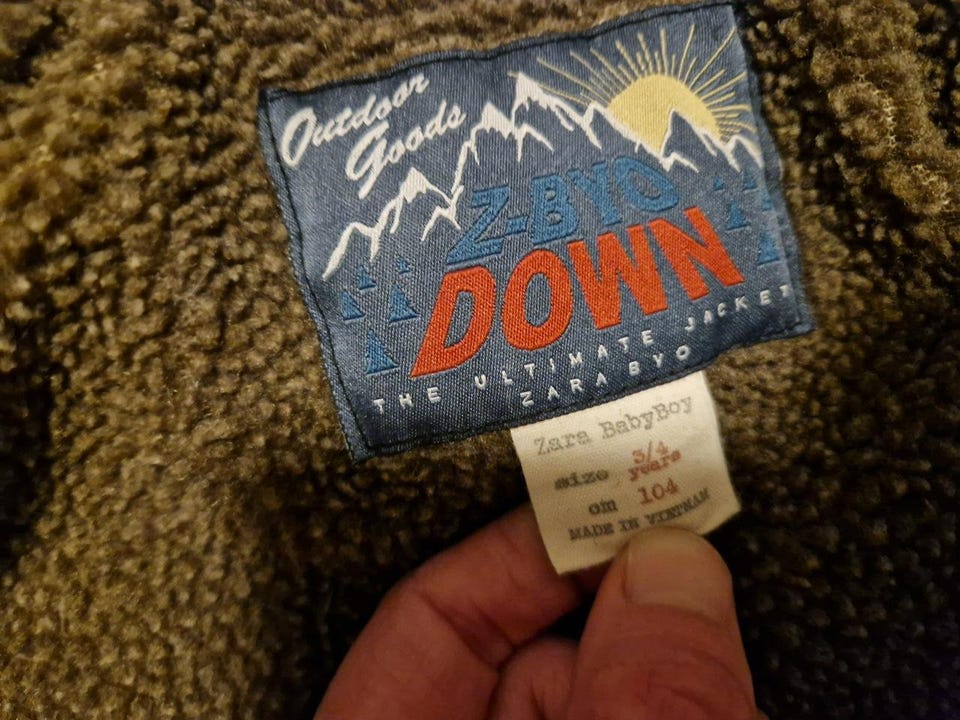 Outdoor
Goods
Z-BYO
DOWN
THE ULTIMATE JACKET
ZARA BYO
Zara BabyBoy
size 3/4 years
cm 104
MADE IN VIETNAM